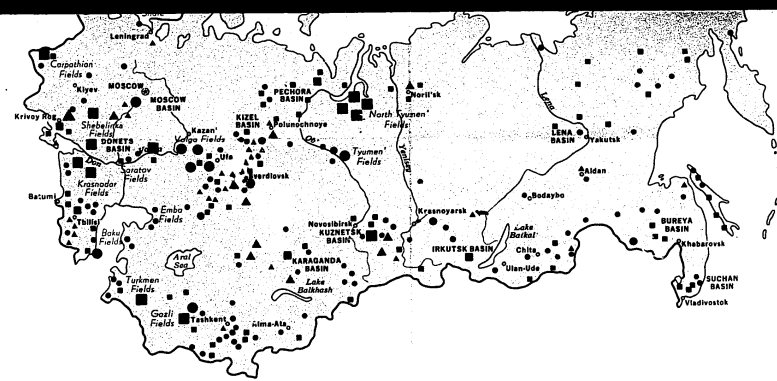 Leningrad
Carpathian
Fields
Kiyev
MOSCOW
MOSCOW
BASIN
Krivoy Rog
Shebelinka
Fields
DONETS
BASIN
Kazan'
Volga Fields
Ufa
Saratov
Fields
Don
Krasnodar
Fields
Batumi
Tbilisi
Baku
Fields
Emba
Fields
KIZEL
BASIN
PECHORA
BASIN
Polunochnoye
Sverdlovsk
Ob
North Tyumen'
Fields
Tyumen'
Fields
Noril'sk
Yenisey
Novosibirsk
KUZNETSK
BASIN
Krasnoyarsk
KARAGANDA
BASIN
Lake
Balkhash
Aral
Sea
Turkmen
Fields
Gazli
Fields
Tashkent
Alma-Ata
Lena
LENA
BASIN
Yakutsk
Aldan
Bodaybo
IRKUTSK BASIN
Lake
Baikal
Chita
Ulan-Ude
BUREYA
BASIN
Khabarovsk
SUCHAN
BASIN
Vladivostok